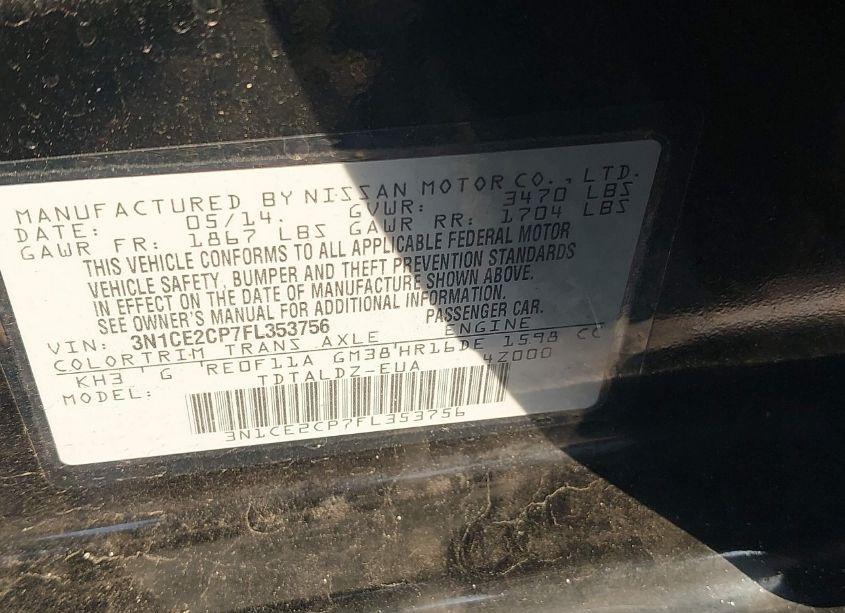 MANUFACTURED BY NISSAN MOTOR CO., LTD.
DATE: 05/14. GVWR: 3470 LBS
GAWR FR: 1867 LBS GAWR RR: 1704 LBS
THIS VEHICLE CONFORMS TO ALL APPLICABLE FEDERAL MOTOR
VEHICLE SAFETY, BUMPER AND THEFT PREVENTION STANDARDS
IN EFFECT ON THE DATE OF MANUFACTURE SHOWN ABOVE.
SEE OWNER'S MANUAL FOR ADDITIONAL INFORMATION.
VIN: 3N1CE2CP7FL353756 PASSENGER CAR.
COLOR TRIM TRANS AXLE ENGINE
KH3 G RE0F11A GM38 HR16DE 1598 CC
MODEL: TDTALDZ-EUA 4Z000
3N1CE2CP7FL353756